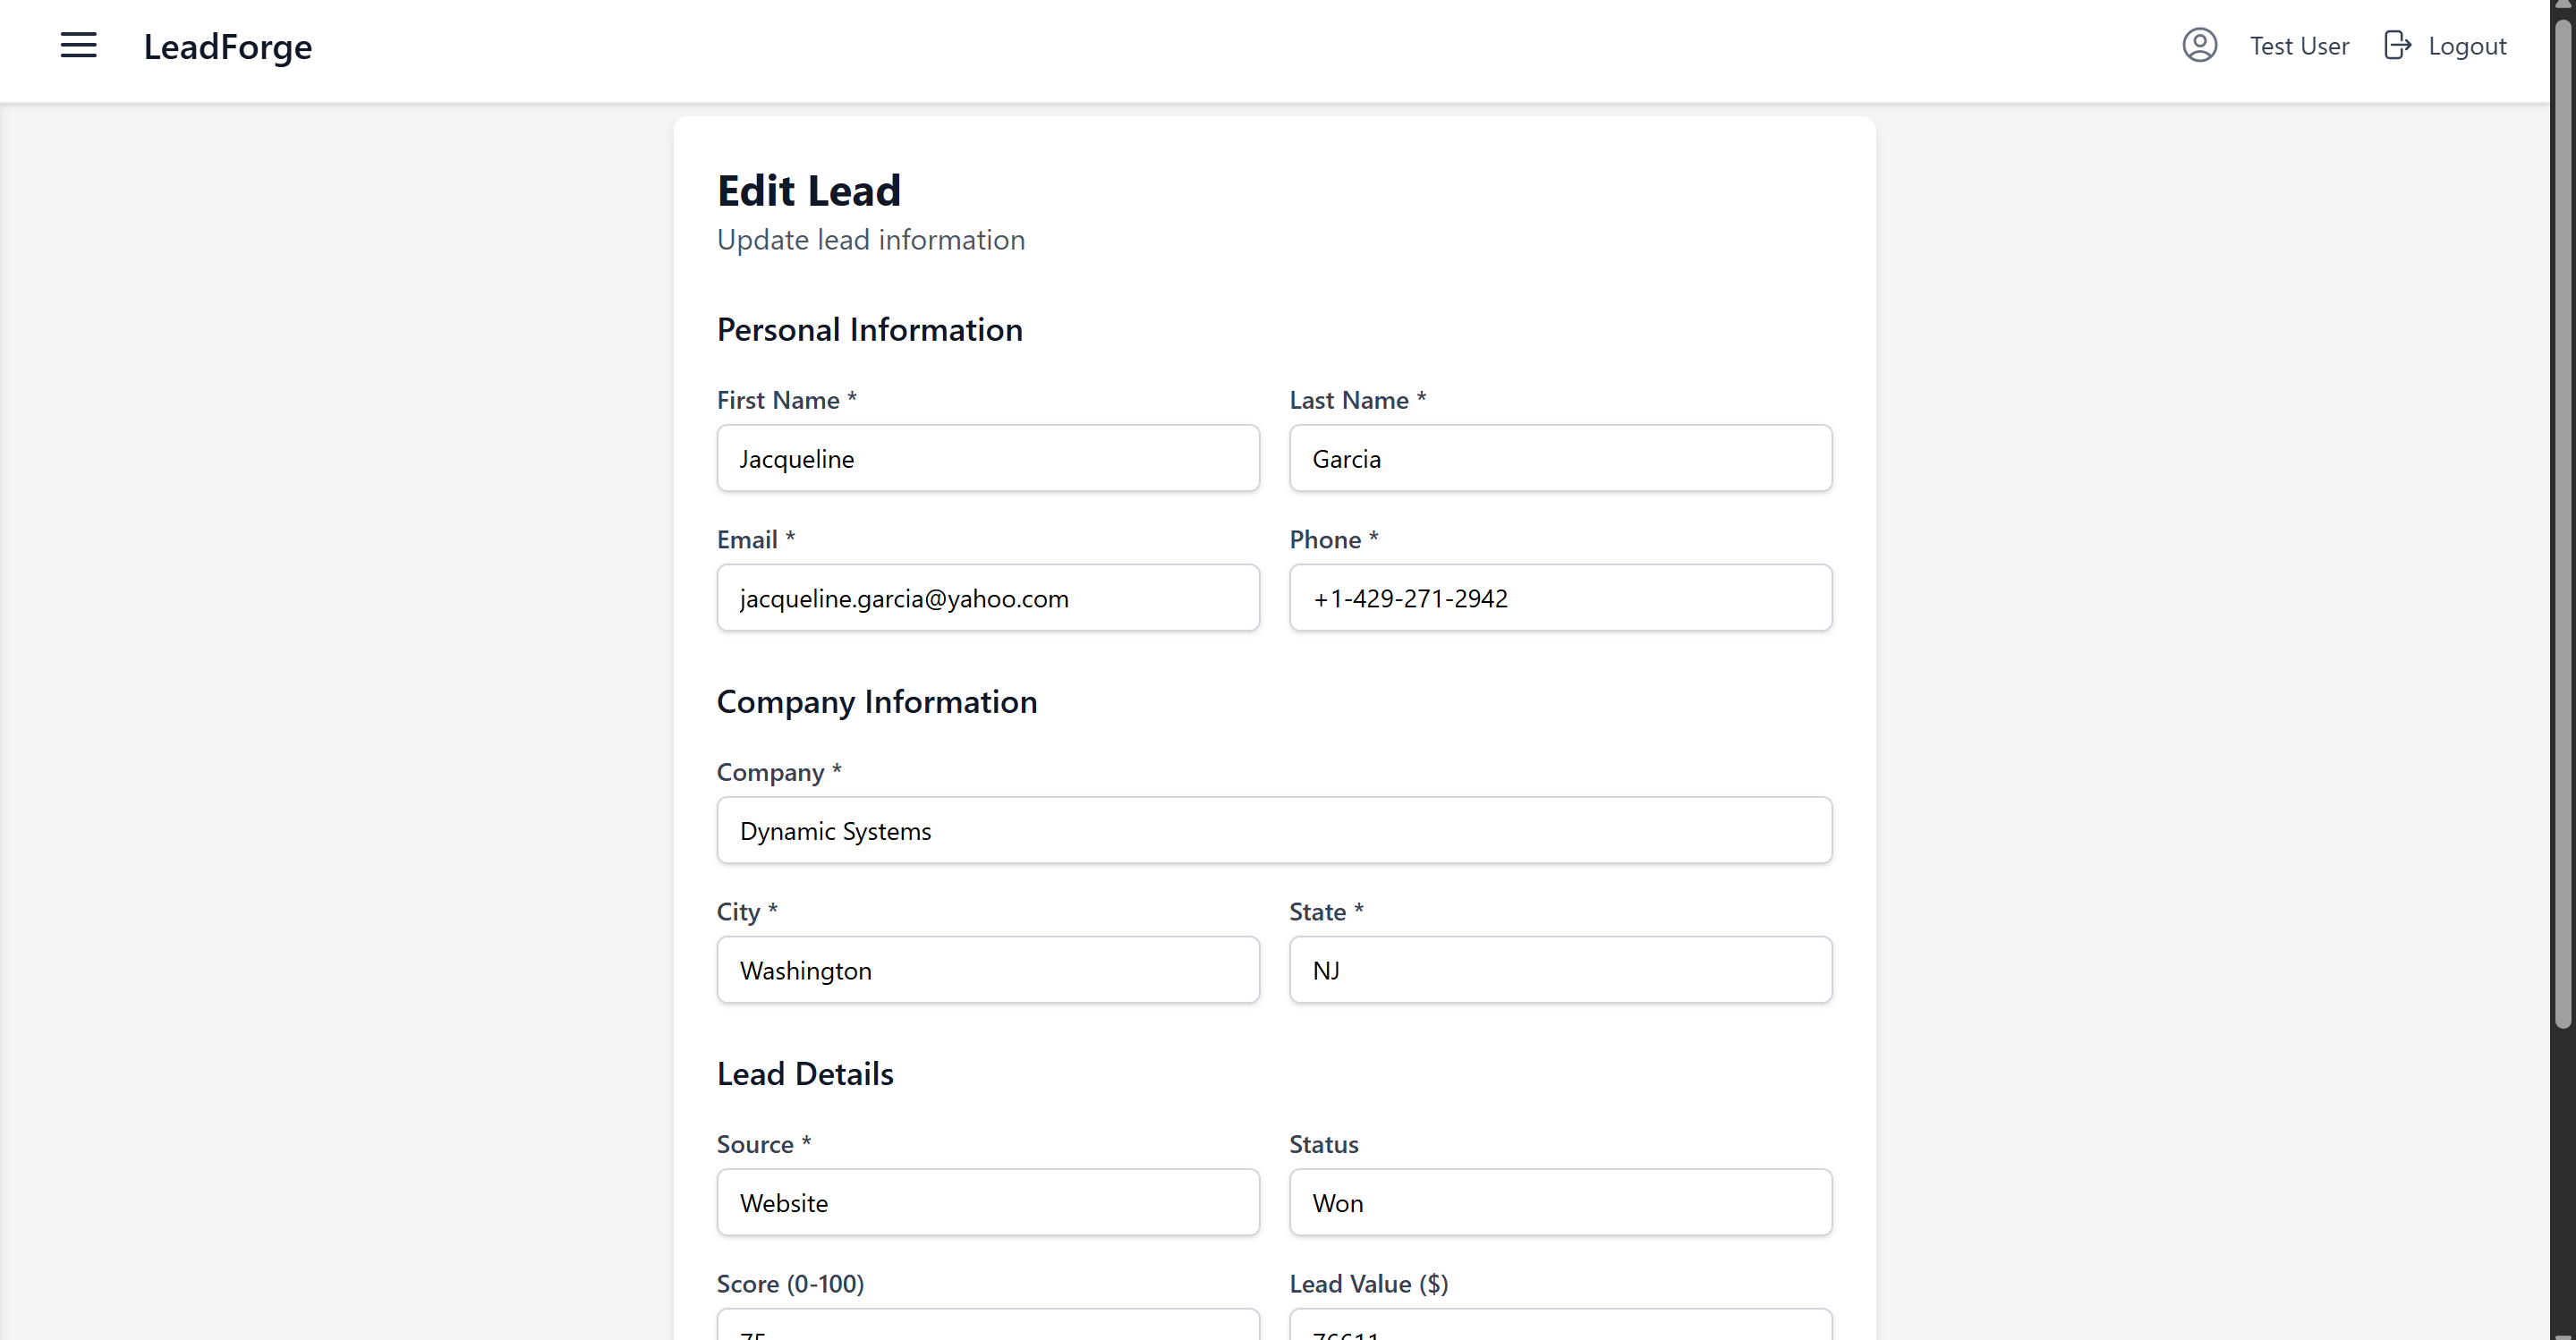 LeadForge
Test User
Logout
Edit Lead
Update lead information
Personal Information
First Name *
Last Name *
Jacqueline
Garcia
Email *
Phone *
jacqueline.garcia@yahoo.com
+1-429-271-2942
Company Information
Company *
Dynamic Systems
City *
State *
Washington
NJ
Lead Details
Source *
Status
Website
Won
Score (0-100)
Lead Value ($)
75
76611